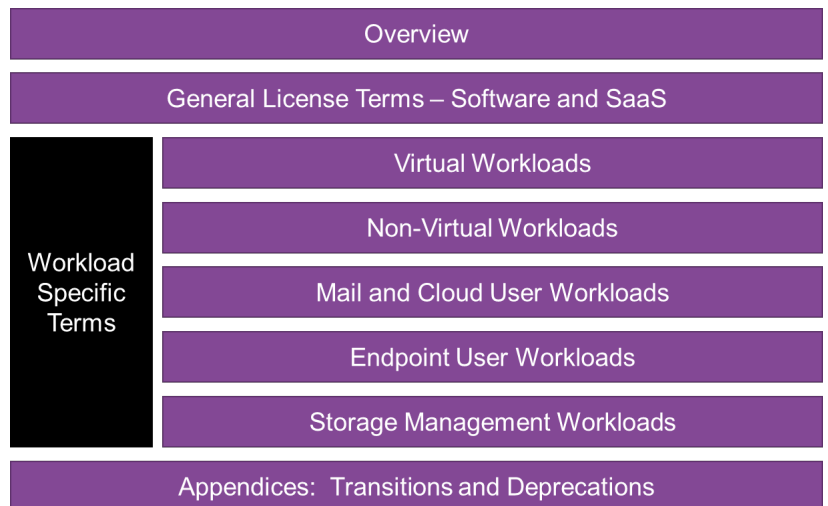 Overview
General License Terms – Software and SaaS
Workload
Specific
Terms
Virtual Workloads
Non-Virtual Workloads
Mail and Cloud User Workloads
Endpoint User Workloads
Storage Management Workloads
Appendices:  Transitions and Deprecations